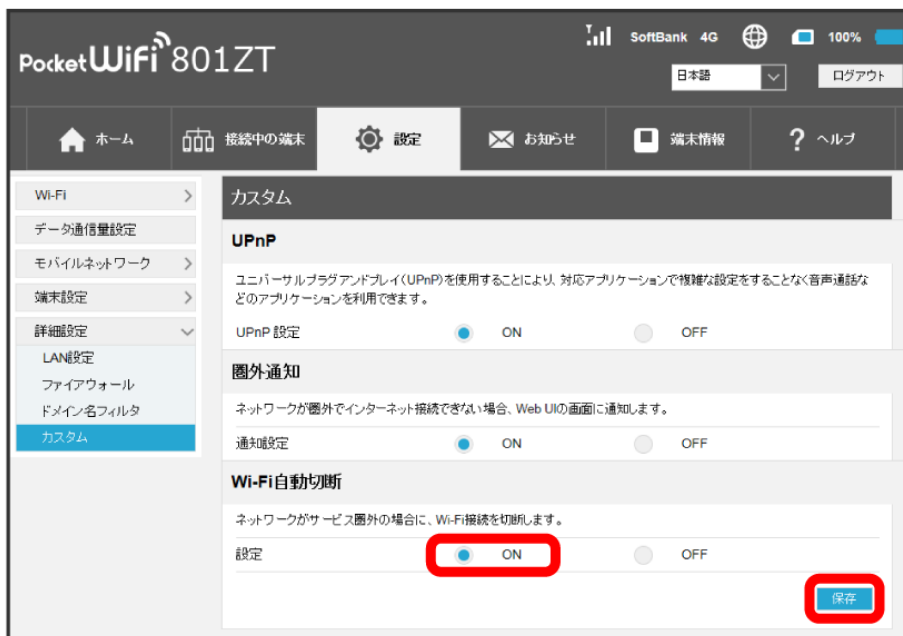 SoftBank 4G 100%
Pocket WiFi 801ZT
日本語 ログアウト
ホーム 接続中の端末 設定 お知らせ 端末情報 ヘルプ
Wi-Fi
データ通信量設定
モバイルネットワーク
端末設定
詳細設定
LAN設定
ファイアウォール
ドメイン名フィルタ
カスタム
カスタム
UPnP
ユニバーサルプラグアンドプレイ(UPnP)を使用することにより、対応アプリケーションで複雑な設定をすることなく音声通話な
どのアプリケーションを利用できます。
UPnP 設定 ON OFF
圏外通知
ネットワークが圏外でインターネット接続できない場合、Web UIの画面に通知します。
通知設定 ON OFF
Wi-Fi自動切断
ネットワークがサービス圏外の場合に、Wi-Fi接続を切断します。
設定 ON OFF
保存